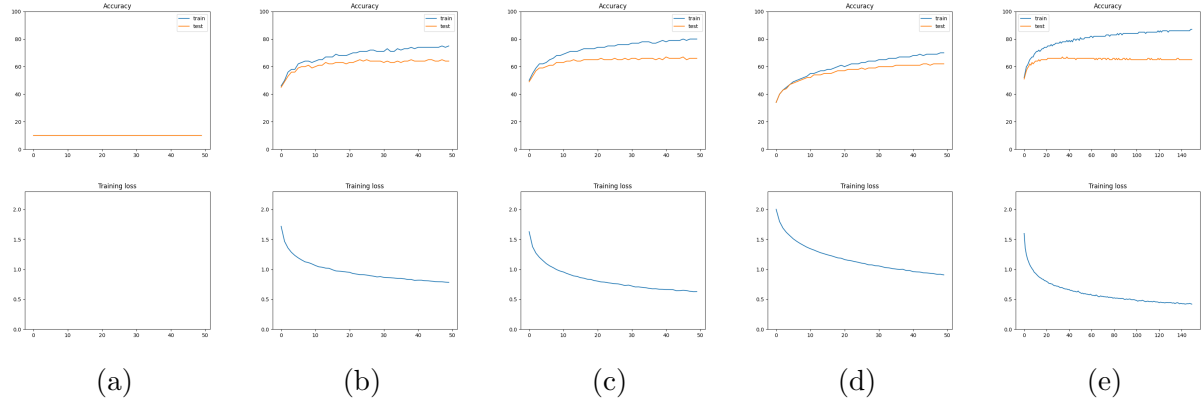 Accuracy Accuracy Accuracy Accuracy Accuracy
100 100 100 100 100
train train train train train
test test test test test
80 80 80 80 80
60 60 60 60 60
40 40 40 40 40
20 20 20 20 20
0 0 0 0 0
0 10 20 30 40 50 0 10 20 30 40 50 0 10 20 30 40 50 0 10 20 30 40 50 0 20 40 60 80 100 120 140
Training loss Training loss Training loss Training loss Training loss
2.0 2.0 2.0 2.0 2.0
1.5 1.5 1.5 1.5 1.5
1.0 1.0 1.0 1.0 1.0
0.5 0.5 0.5 0.5 0.5
0.0 0.0 0.0 0.0 0.0
0 10 20 30 40 50 0 10 20 30 40 50 0 10 20 30 40 50 0 10 20 30 40 50 0 20 40 60 80 100 120 140
(a) (b) (c) (d) (e)